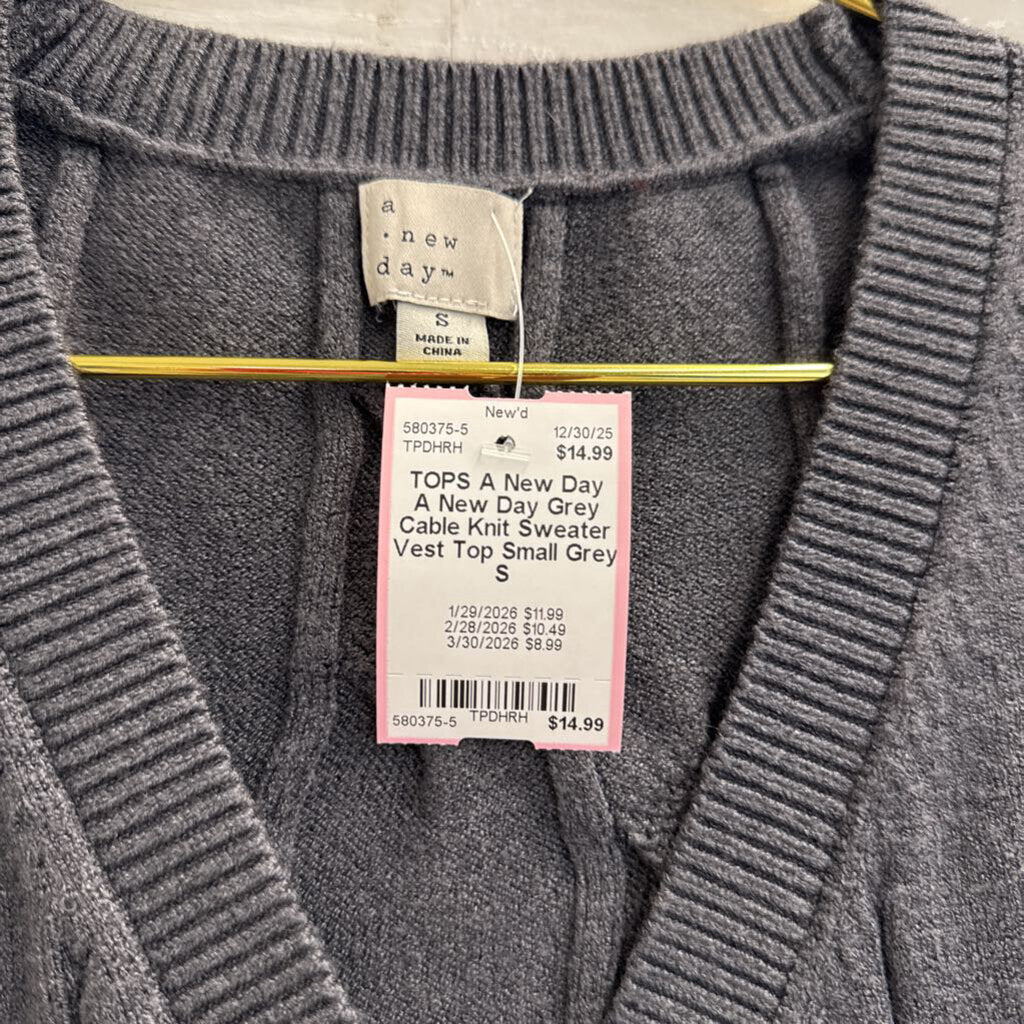 a
. new
day™
S
MADE IN
CHINA
New'd
580375-5 12/30/25
TPDHRH $14.99
TOPS A New Day
A New Day Grey
Cable Knit Sweater
Vest Top Small Grey
S
1/29/2026 $11.99
2/28/2026 $10.49
3/30/2026 $8.99
580375-5 TPDHRH $14.99